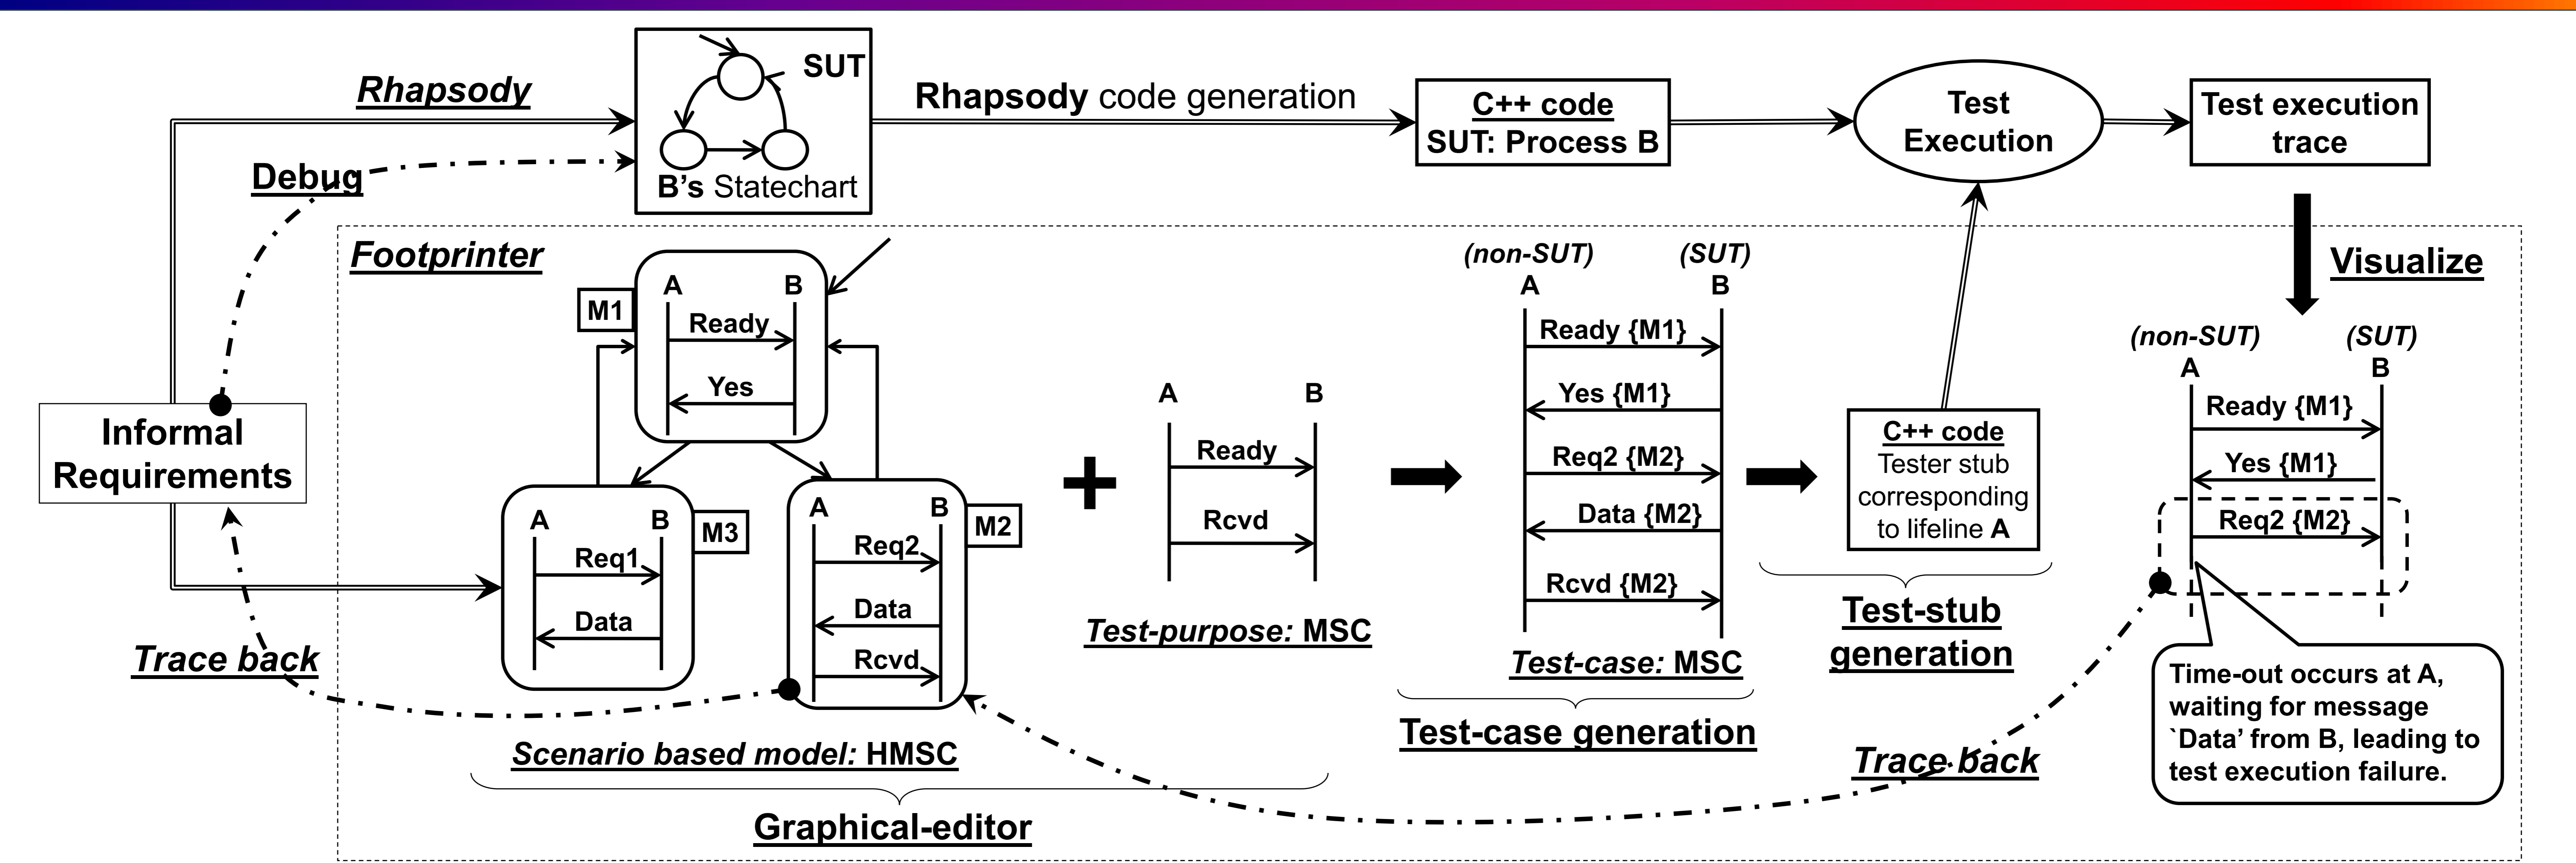 Rhapsody
SUT
B's Statechart
Rhapsody code generation
C++ code
SUT: Process B
Test
Execution
Test execution
trace
Debug
Visualize
Informal
Requirements
Trace back
Footprinter
M1
A B
Ready
Yes
M3
A B
Req1
Data
M2
A B
Req2
Data
Rcvd
Scenario based model: HMSC
Graphical-editor
+
A B
Ready
Rcvd
Test-purpose: MSC
(non-SUT) (SUT)
A B
Ready {M1}
Yes {M1}
Req2 {M2}
Data {M2}
Rcvd {M2}
Test-case: MSC
Test-case generation
C++ code
Tester stub
corresponding
to lifeline A
Test-stub
generation
(non-SUT) (SUT)
A B
Ready {M1}
Yes {M1}
Req2 {M2}
Time-out occurs at A,
waiting for message
`Data' from B, leading to
test execution failure.
Trace back